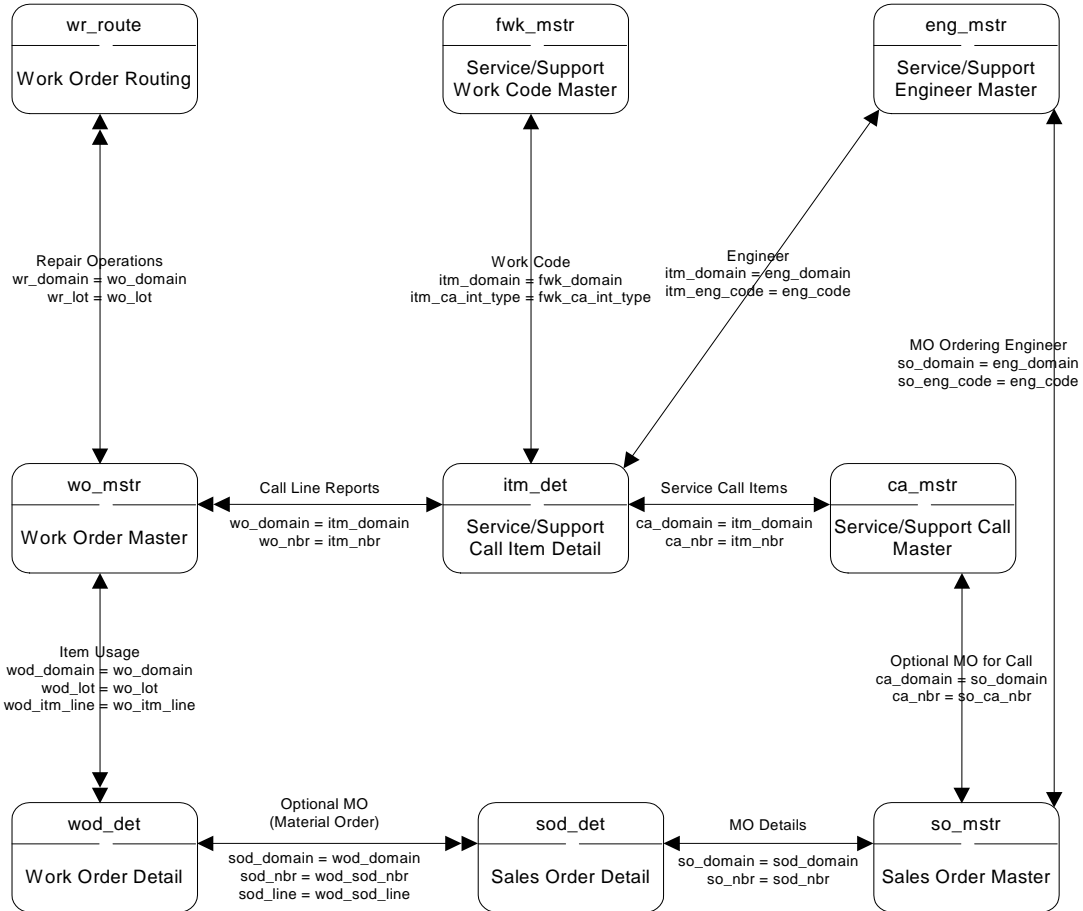 wr_route
Work Order Routing
fwk_mstr
Service/Support
Work Code Master
eng_mstr
Service/Support
Engineer Master
Repair Operations
wr_domain = wo_domain
wr_lot = wo_lot
Work Code
itm_domain = fwk_domain
itm_ca_int_type = fwk_ca_int_type
Engineer
itm_domain = eng_domain
itm_eng_code = eng_code
MO Ordering Engineer
so_domain = eng_domain
so_eng_code = eng_code
wo_mstr
Work Order Master
Call Line Reports
wo_domain = itm_domain
wo_nbr = itm_nbr
itm_det
Service/Support
Call Item Detail
Service Call Items
ca_domain = itm_domain
ca_nbr = itm_nbr
ca_mstr
Service/Support Call
Master
Item Usage
wod_domain = wo_domain
wod_lot = wo_lot
wod_itm_line = wo_itm_line
Optional MO for Call
ca_domain = so_domain
ca_nbr = so_ca_nbr
wod_det
Work Order Detail
Optional MO
(Material Order)
sod_domain = wod_domain
sod_nbr = wod_sod_nbr
sod_line = wod_sod_line
sod_det
Sales Order Detail
MO Details
so_domain = sod_domain
so_nbr = sod_nbr
so_mstr
Sales Order Master